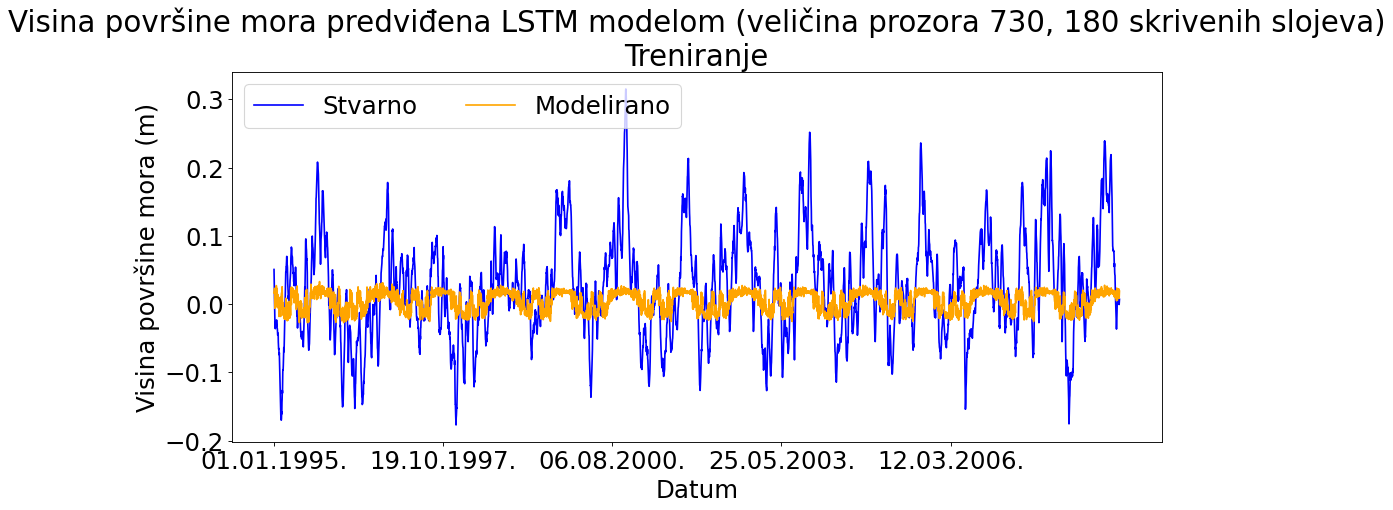 Visina površine mora predviđena LSTM modelom (veličina prozora 730, 180 skrivenih slojeva)
Treniranje
Stvarno Modelirano
Visina površine mora (m)
0.3
0.2
0.1
0.0
−0.1
−0.2
01.01.1995. 19.10.1997. 06.08.2000. 25.05.2003. 12.03.2006.
Datum